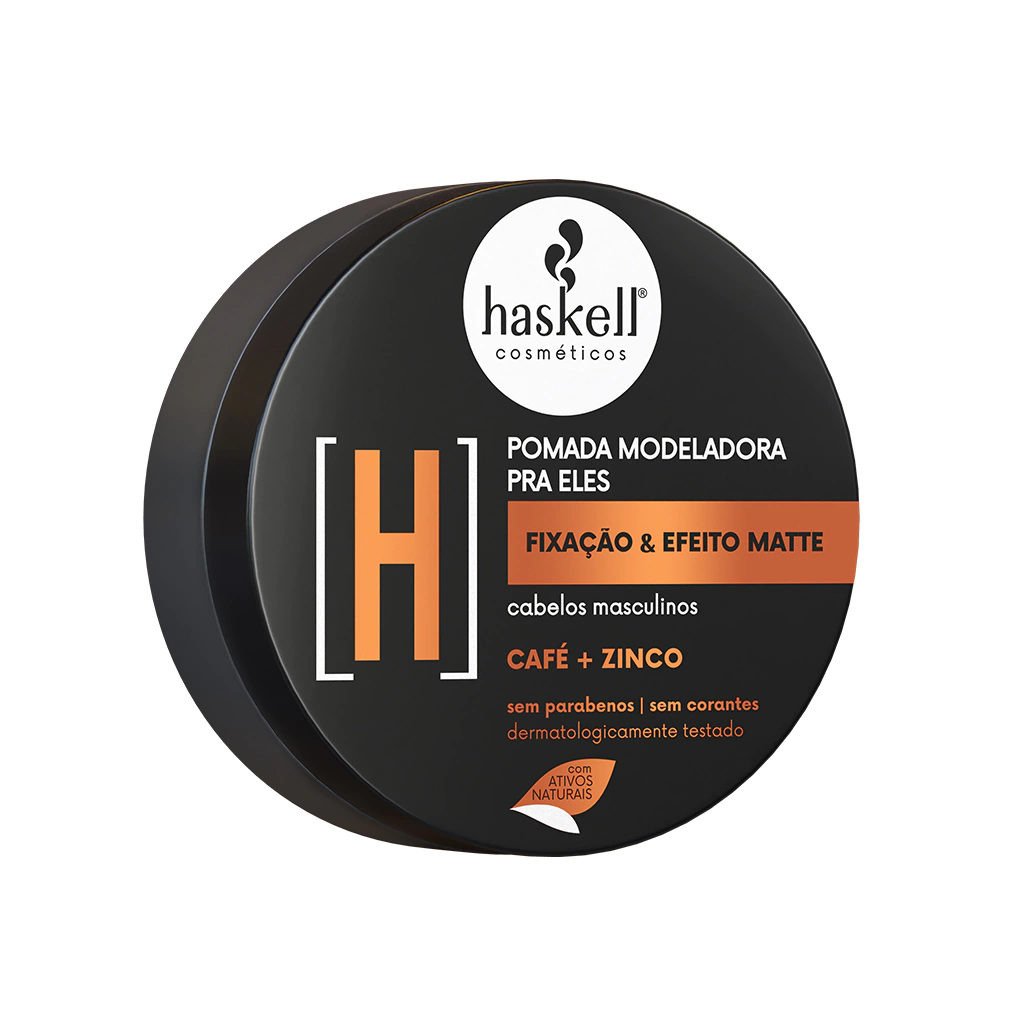 haskell®
cosméticos
[H]
POMADA MODELADORA
PRA ELES
FIXAÇÃO & EFEITO MATTE
cabelos masculinos
CAFÉ + ZINCO
sem parabenos | sem corantes
dermatologicamente testado
com
ATIVOS
NATURAIS